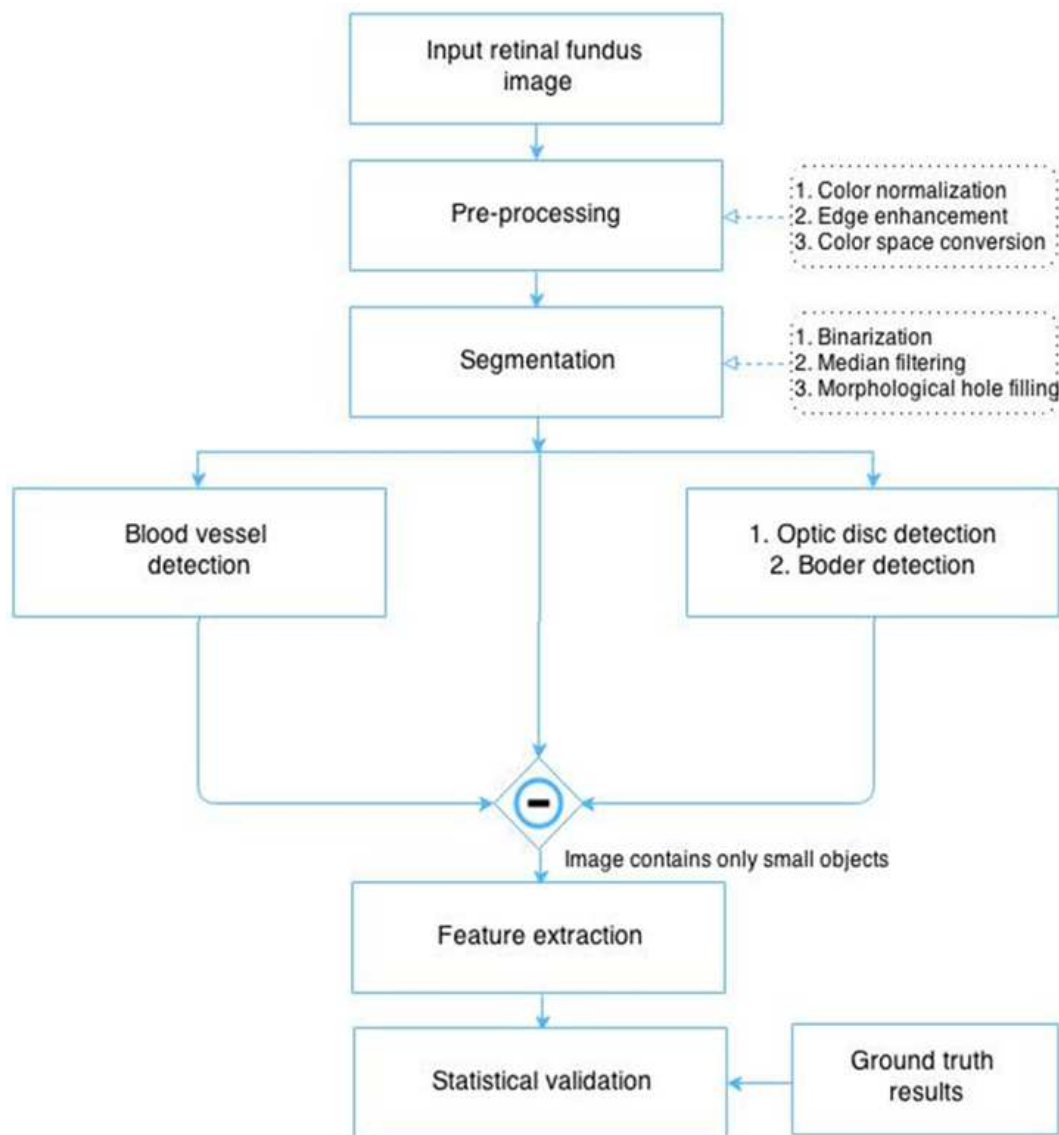 Input retinal fundus
image
Pre-processing
1. Color normalization
2. Edge enhancement
3. Color space conversion
Segmentation
1. Binarization
2. Median filtering
3. Morphological hole filling
Blood vessel
detection
1. Optic disc detection
2. Boder detection
Image contains only small objects
Feature extraction
Statistical validation
Ground truth
results